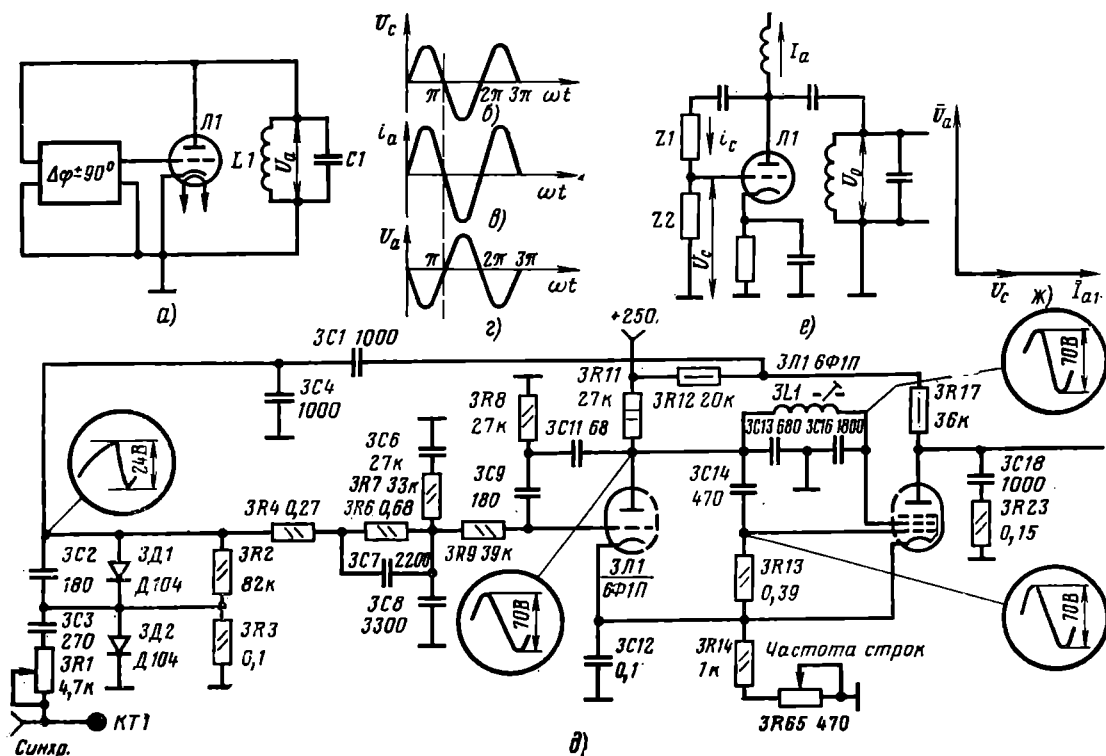 U_c
π
2π 3π
ωt
б)
i_a
ωt
в)
U_a
π
2π 3π
ωt
г)
Л1
Δφ±90°
L1
U_a
C1
а)
I_a
Z1
i_c
Л1
Z2
U_c
U_0
е)
Ū_a
U_c
Ī_a1
ж)
+250.
3C1 1000
3C4
1000
24В
3R8
27к
3C11 68
3R11
27к
3R12 20к
3Л1 6Ф1П
3L1
3C13 680
3C16 1800
70В
3R17
36к
3C18
1000
3R23
0,15
3C6
27к
3R7 33к
3R4 0,27
3R6 0,68
3C7
2200
3C8
3300
3C9
180
3R9 39к
3C14
470
3Л1
6Ф1П
70В
3R13
0,39
70В
3C2
180
3Д1
Д104
3R2
82к
3C3
270
3Д2
Д104
3R3
0,1
3R1
4,7к
КТ1
Синхр.
3C12
0,1
3R14
1к
Частота строк
3R65 470
д)